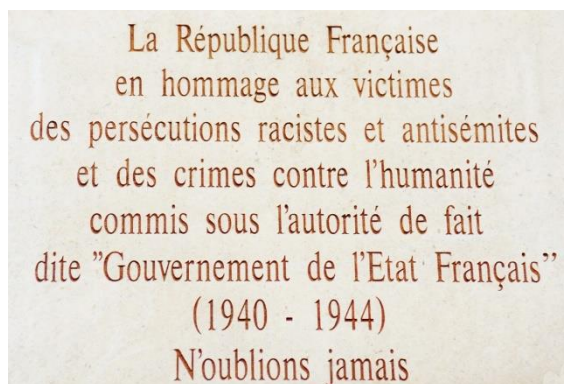 La République Française
en hommage aux victimes
des persécutions racistes et antisémites
et des crimes contre l'humanité
commis sous l'autorité de fait
dite "Gouvernement de l'Etat Français"
(1940 - 1944)
N'oublions jamais